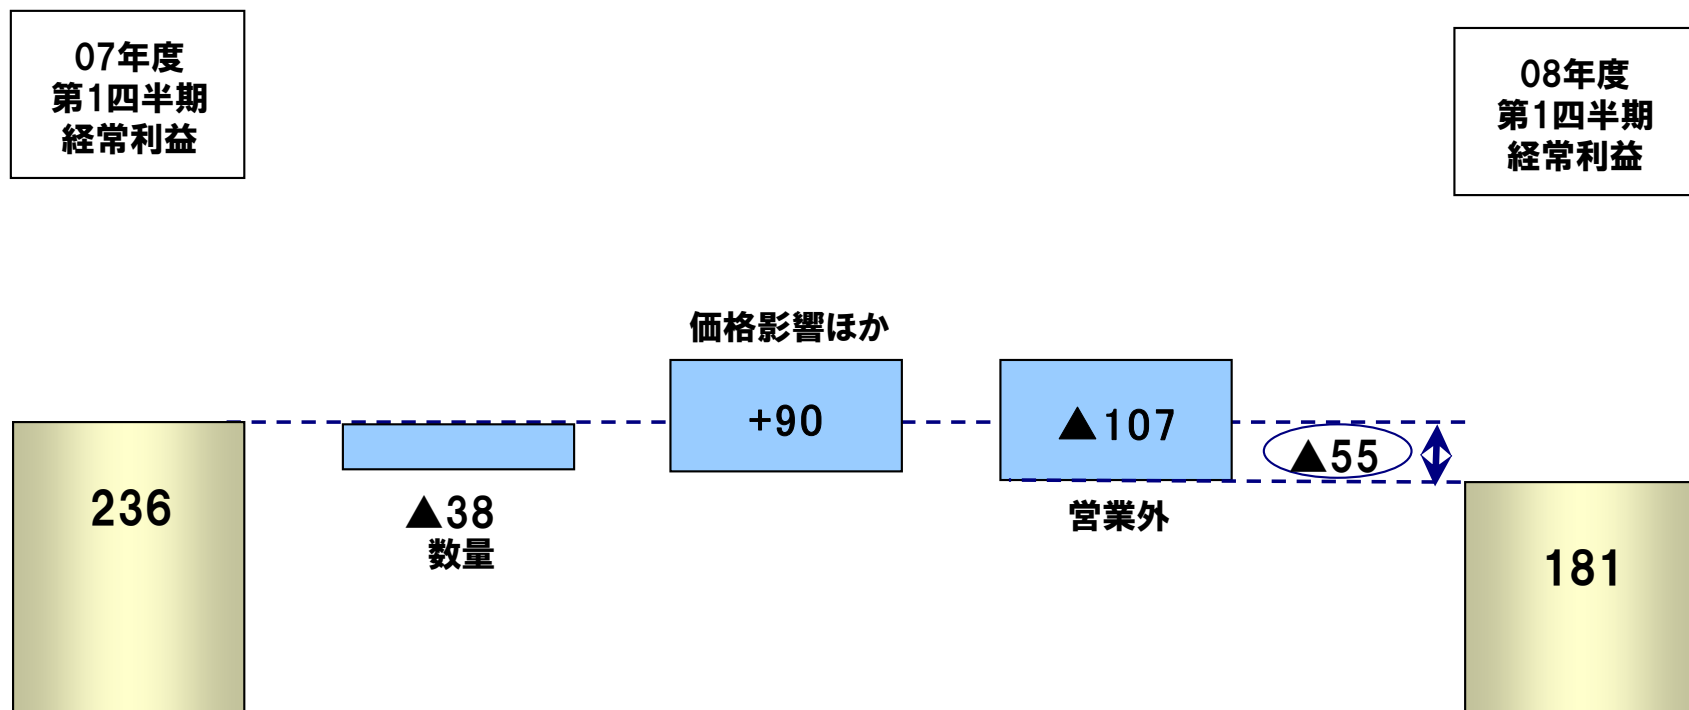 07年度
第1四半期
経常利益
08年度
第1四半期
経常利益
価格影響ほか
+90
▲107
▲55
236
▲38
数量
営業外
181